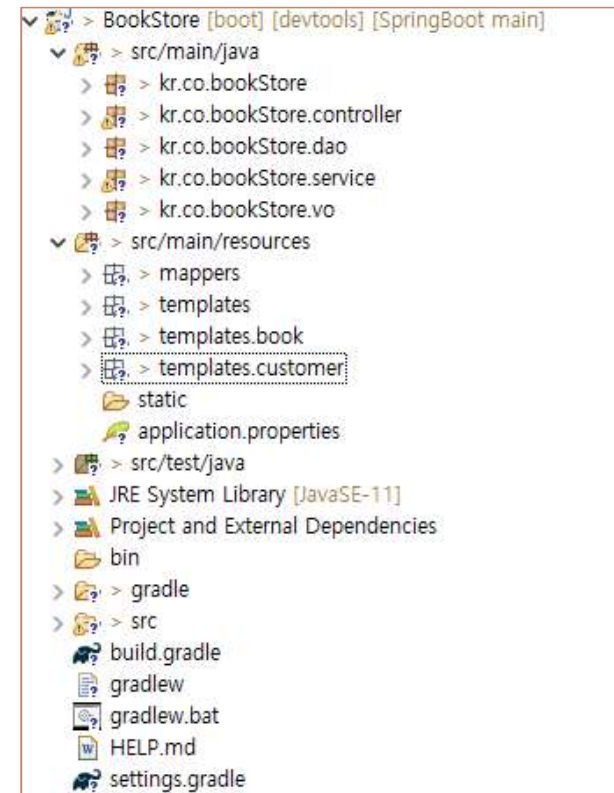 > BookStore [boot] [devtools] [SpringBoot main]
> src/main/java
> kr.co.bookStore
> kr.co.bookStore.controller
> kr.co.bookStore.dao
> kr.co.bookStore.service
> kr.co.bookStore.vo
> src/main/resources
> mappers
> templates
> templates.book
> templates.customer
static
application.properties
> src/test/java
JRE System Library [JavaSE-11]
Project and External Dependencies
bin
> gradle
> src
build.gradle
gradlew
gradlew.bat
HELP.md
settings.gradle